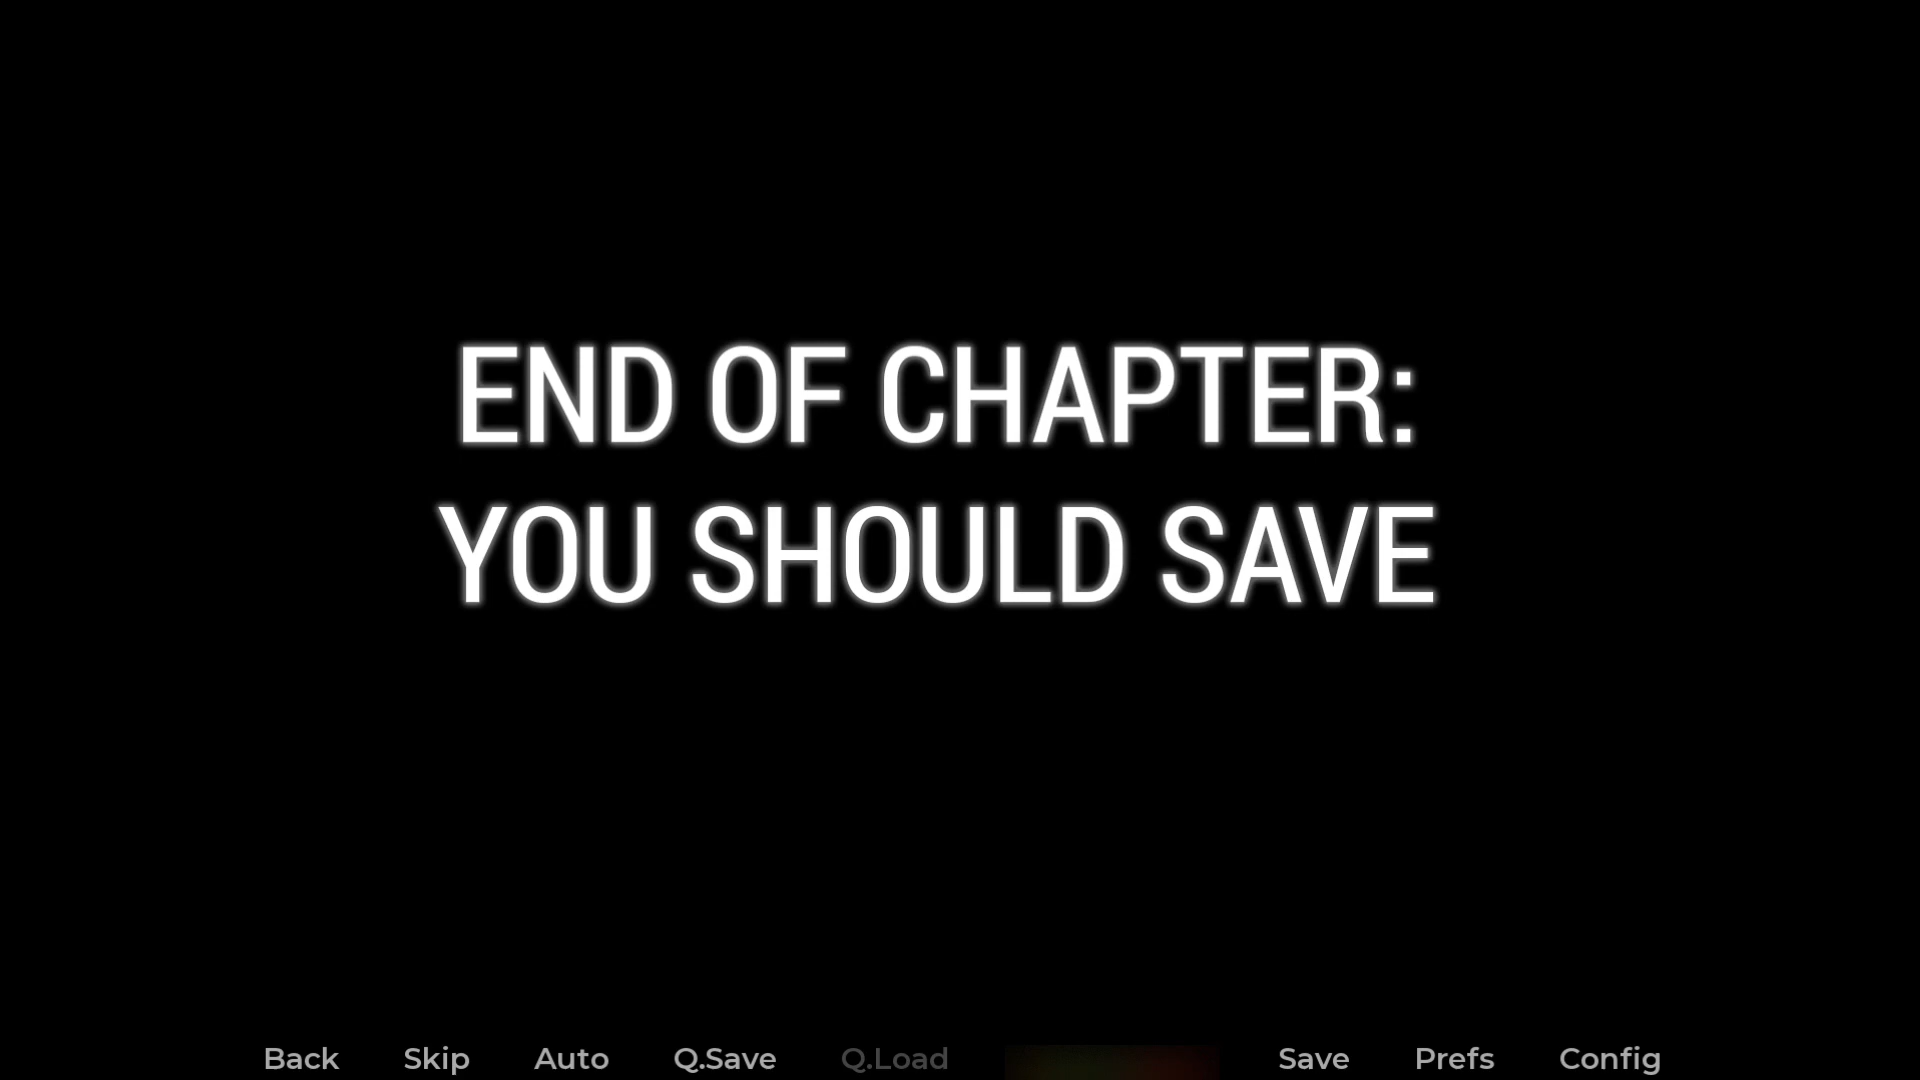 END OF CHAPTER:
YOU SHOULD SAVE
Back Skip Auto Q.Save Q.Load Save Prefs Config